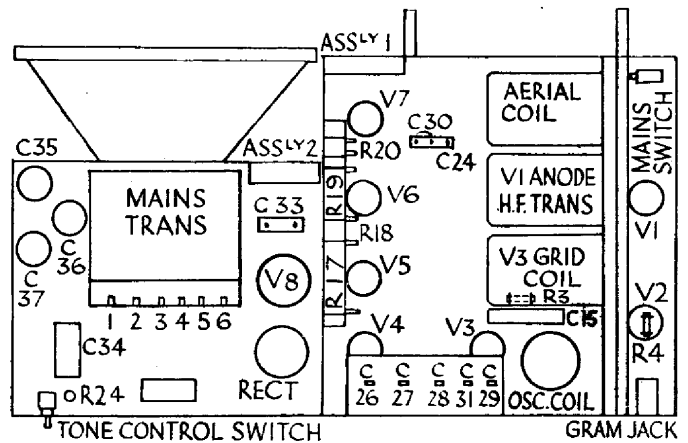 ASSLY 1
V7
C30
AERIAL
COIL
MAINS
SWITCH
C35
ASSLY 2
R20
C24
MAINS
TRANS
C 33
R19
V6
V1 ANODE
H.F. TRANS
V1
C
36
R18
C
37
V8
R17
V5
V3 GRID
COIL
R3
V2
1 2 3 4 5 6
C15
C34
V4
V3
R4
RECT
C
26
C
27
C
28
C
31
C
29
OSC. COIL
R24
TONE CONTROL SWITCH
GRAM JACK